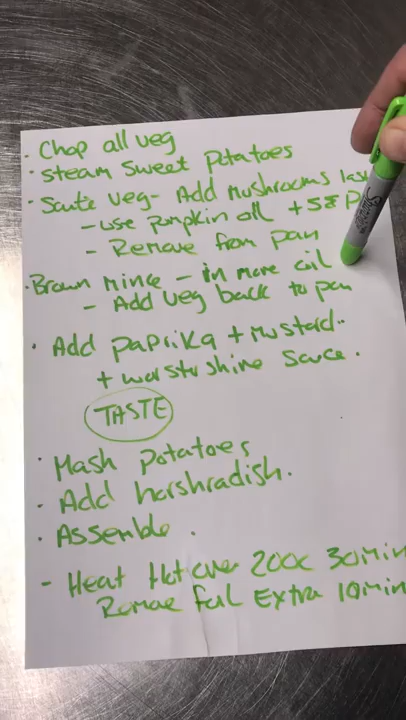 · Chop all veg
· Steam Sweet Potatoes
· Saute veg - Add Mushrooms las
- use Pumpkin oil + S & P
- Remove from pan
· Brown mince - in more oil
- Add veg back to pan
· Add paprika + Mustard..
+ worstershire Sauce.
TASTE
· Mash potatoes
· Add horshradish.
· Assemble .
- Heat Hot over 200c 30Min
Remove foil Extra 10min
Sharpie